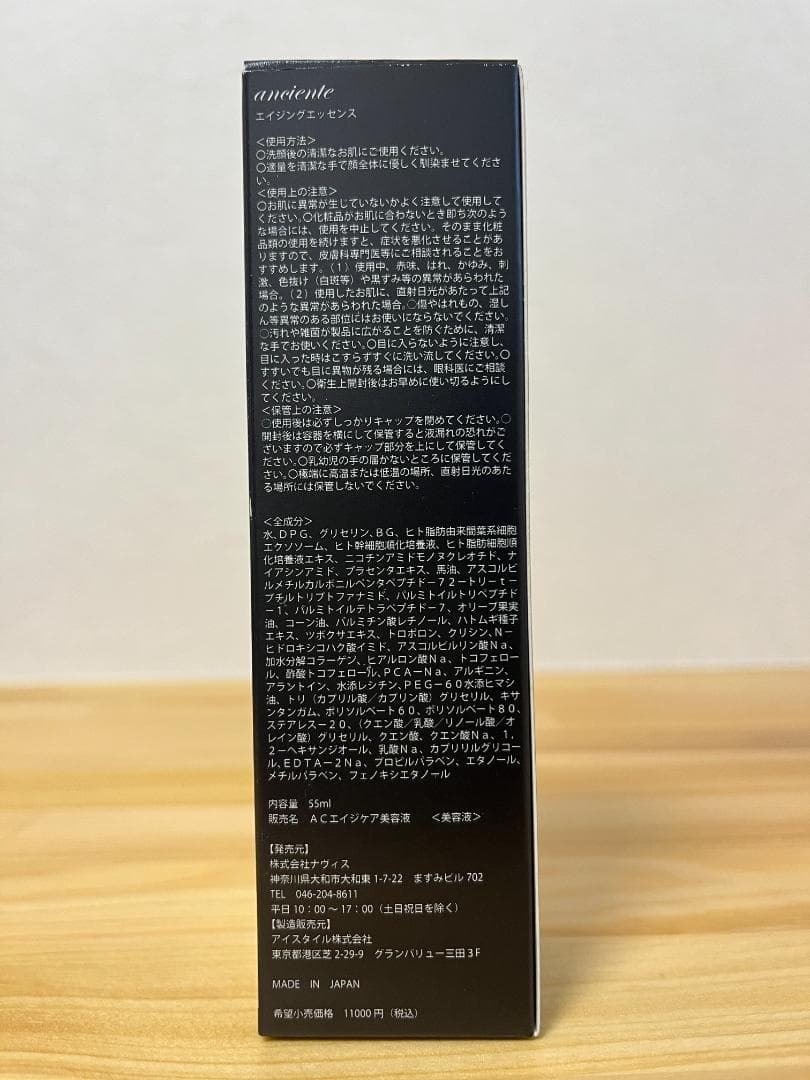 anciente
エイジングエッセンス
＜使用方法＞
○洗顔後の清潔なお肌にご使用ください。
○適量を清潔な手で顔全体に優しく馴染ませてくださ
い。
＜使用上の注意＞
○お肌に異常が生じていないかよく注意して使用して
ください。○化粧品がお肌に合わないとき即ち次のよう
な場合には、使用を中止してください。そのまま化粧
品類の使用を続けますと、症状を悪化させることがあ
りますので、皮膚科専門医等にご相談されることをお
すすめします。（1）使用中、赤味、はれ、かゆみ、刺
激、色抜け（白斑等）や黒ずみ等の異常があらわれた
場合。（2）使用したお肌に、直射日光があたって上記
のような異常があらわれた場合。○傷やはれもの、湿し
ん等異常のある部位にはお使いにならないでください。
○汚れや雑菌が製品に広がることを防ぐために、清潔
な手でお使いください。○目に入らないように注意し、
目に入った時はこすらずすぐに洗い流してください。○
すすいでも目に異物が残る場合には、眼科医にご相談
ください。○衛生上開封後はお早めに使い切るようにし
てください。
＜保管上の注意＞
○使用後は必ずしっかりキャップを閉めてください。○
開封後は容器を横にして保管すると液漏れの恐れがご
ざいますので必ずキャップ部分を上にして保管してく
ださい。○乳幼児の手の届かないところに保管してくだ
さい。○極端に高温または低温の場所、直射日光のあた
る場所には保管しないでください。
＜全成分＞
水、DPG、グリセリン、BG、ヒト脂肪由来間葉系細胞
エクソソーム、ヒト幹細胞順化培養液、ヒト脂肪細胞順
化培養液エキス、ニコチンアミドモノヌクレオチド、ナ
イアシンアミド、プラセンタエキス、馬油、アスコルビ
ルメチルカルボニルペンタペプチド－72－トリ－t－
ブチルトリプトファナミド、パルミトイルトリペプチド
－1、パルミトイルテトラペプチド－7、オリーブ果実
油、コーン油、パルミチン酸レチノール、ハトムギ種子
エキス、ツボクサエキス、トロポロン、クリシン、N－
ヒドロキシコハク酸イミド、アスコルビルリン酸Na、
加水分解コラーゲン、ヒアルロン酸Na、トコフェロー
ル、酢酸トコフェロール、PCA－Na、アルギニン、
アラントイン、水添レシチン、PEG－60水添ヒマシ
油、トリ（カプリル酸／カプリン酸）グリセリル、キサ
ンタンガム、ポリソルベート60、ポリソルベート80、
ステアレス－20、（クエン酸／乳酸／リノール酸／オ
レイン酸）グリセリル、クエン酸、クエン酸Na、1，
2－ヘキサンジオール、乳酸Na、カプリリルグリコー
ル、EDTA－2Na、プロピルパラベン、エタノール、
メチルパラベン、フェノキシエタノール
内容量　55ml
販売名　ACエイジケア美容液　＜美容液＞
【発売元】
株式会社ナヴィス
神奈川県大和市大和東1-7-22　ますみビル702
TEL　046-204-8611
平日10：00～17：00（土日祝日を除く）
【製造販売元】
アイスタイル株式会社
東京都港区芝2-29-9　グランバリュー三田3F
MADE IN JAPAN
希望小売価格　11000円（税込）